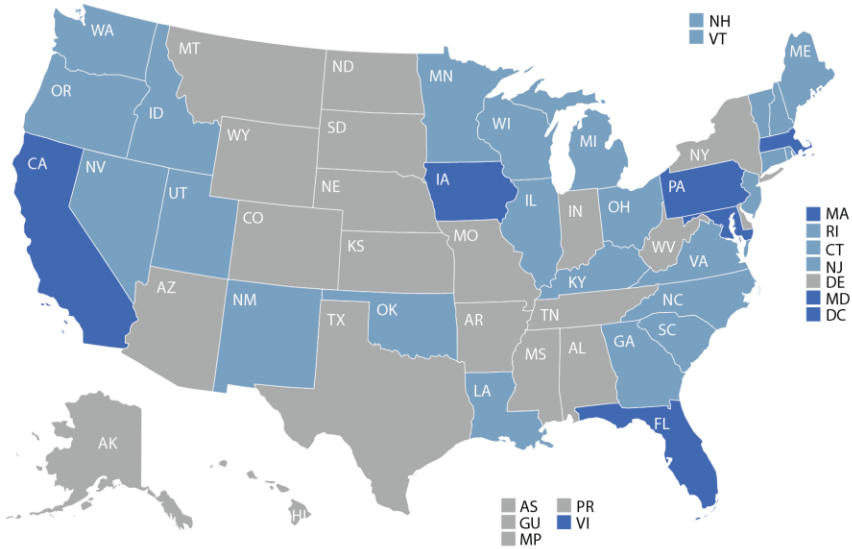 NH
VT
WA
MT
ND
MN
ME
OR
ID
SD
WI
MI
WY
NY
CA
NV
IA
PA
UT
NE
IL
IN
OH
MA
RI
CT
NJ
DE
MD
DC
CO
KS
MO
WV
VA
KY
AZ
NM
OK
TN
NC
TX
AR
SC
MS
AL
GA
LA
FL
AK
HI
AS PR
GU VI
MP